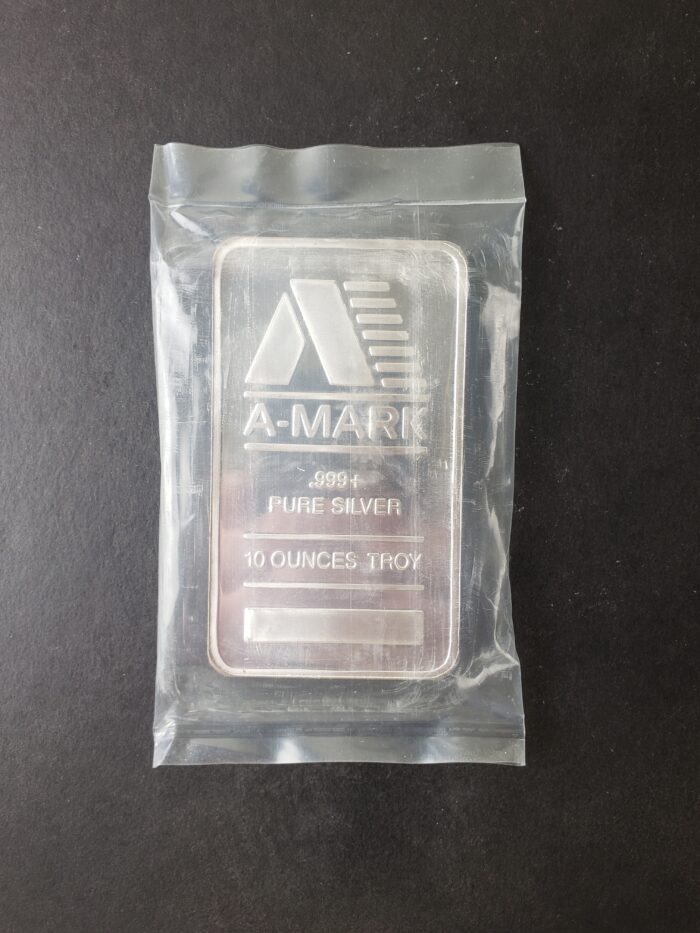 A-MARK
.999+
PURE SILVER
10 OUNCES TROY